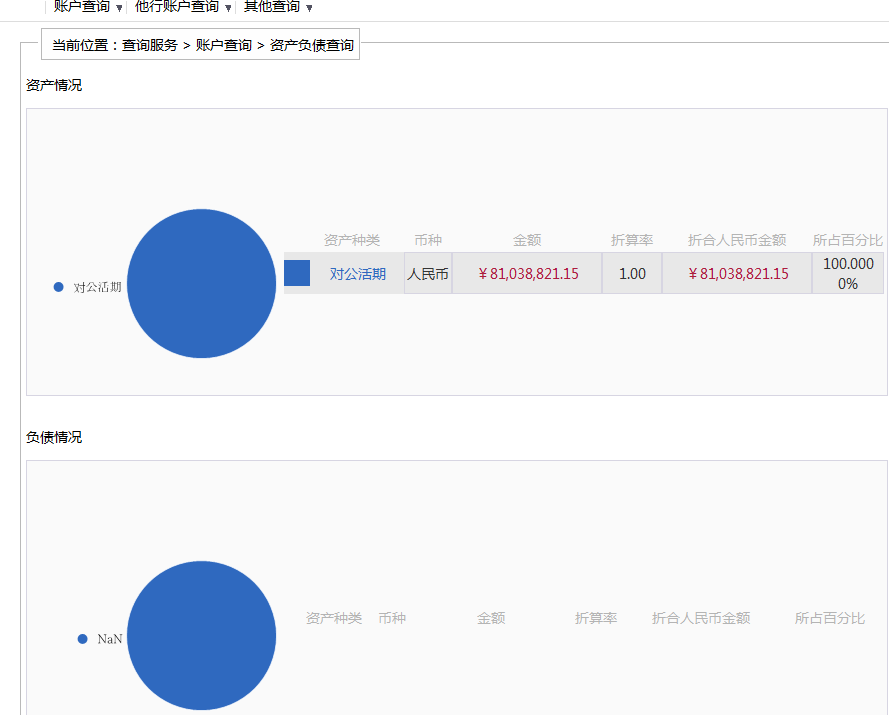 账户查询 ▼ 他行账户查询 ▼ 其他查询 ▼
当前位置：查询服务 > 账户查询 > 资产负债查询
资产情况
资产种类 币种 金额 折算率 折合人民币金额 所占百分比
对公活期
对公活期 人民币 ￥81,038,821.15 1.00 ￥81,038,821.15 100.000
0%
负债情况
资产种类 币种 金额 折算率 折合人民币金额 所占百分比
NaN